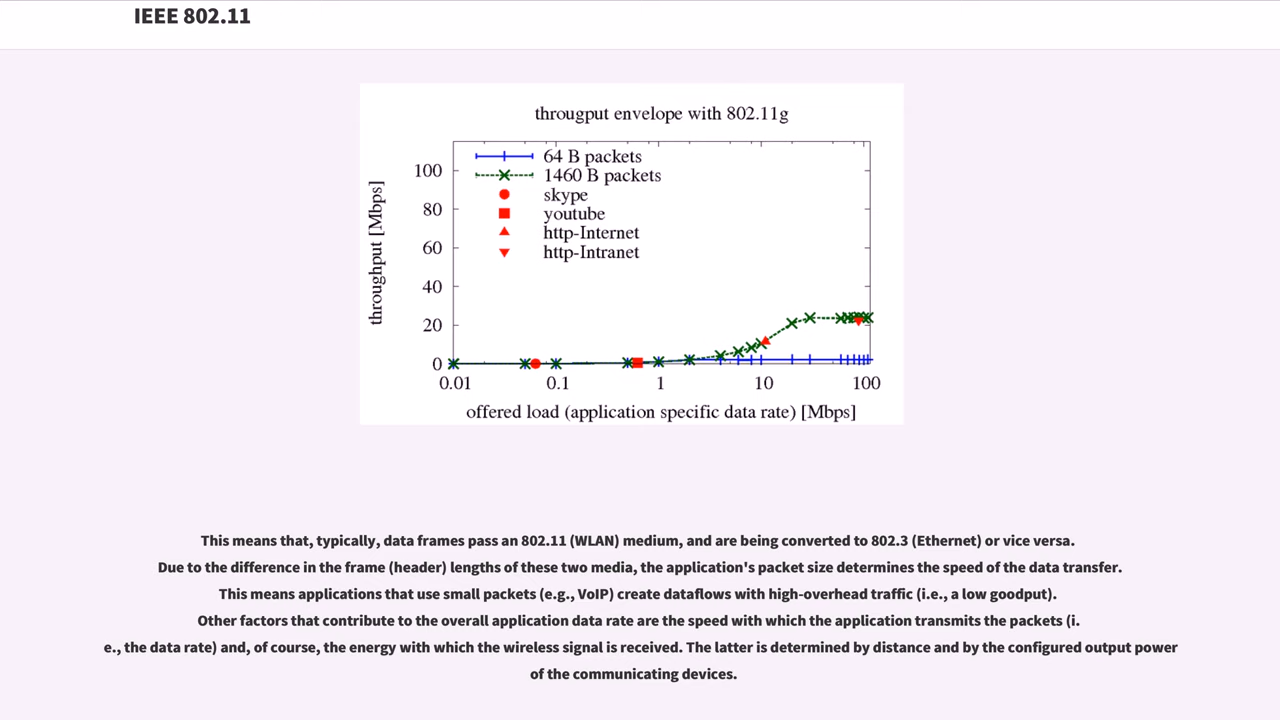 IEEE 802.11
througput envelope with 802.11g
64 B packets
1460 B packets
skype
youtube
http-Internet
http-Intranet
throughput [Mbps]
100
80
60
40
20
0
0.01 0.1 1 10 100
offered load (application specific data rate) [Mbps]
This means that, typically, data frames pass an 802.11 (WLAN) medium, and are being converted to 802.3 (Ethernet) or vice versa.
Due to the difference in the frame (header) lengths of these two media, the application's packet size determines the speed of the data transfer.
This means applications that use small packets (e.g., VoIP) create dataflows with high-overhead traffic (i.e., a low goodput).
Other factors that contribute to the overall application data rate are the speed with which the application transmits the packets (i.
e., the data rate) and, of course, the energy with which the wireless signal is received. The latter is determined by distance and by the configured output power
of the communicating devices.